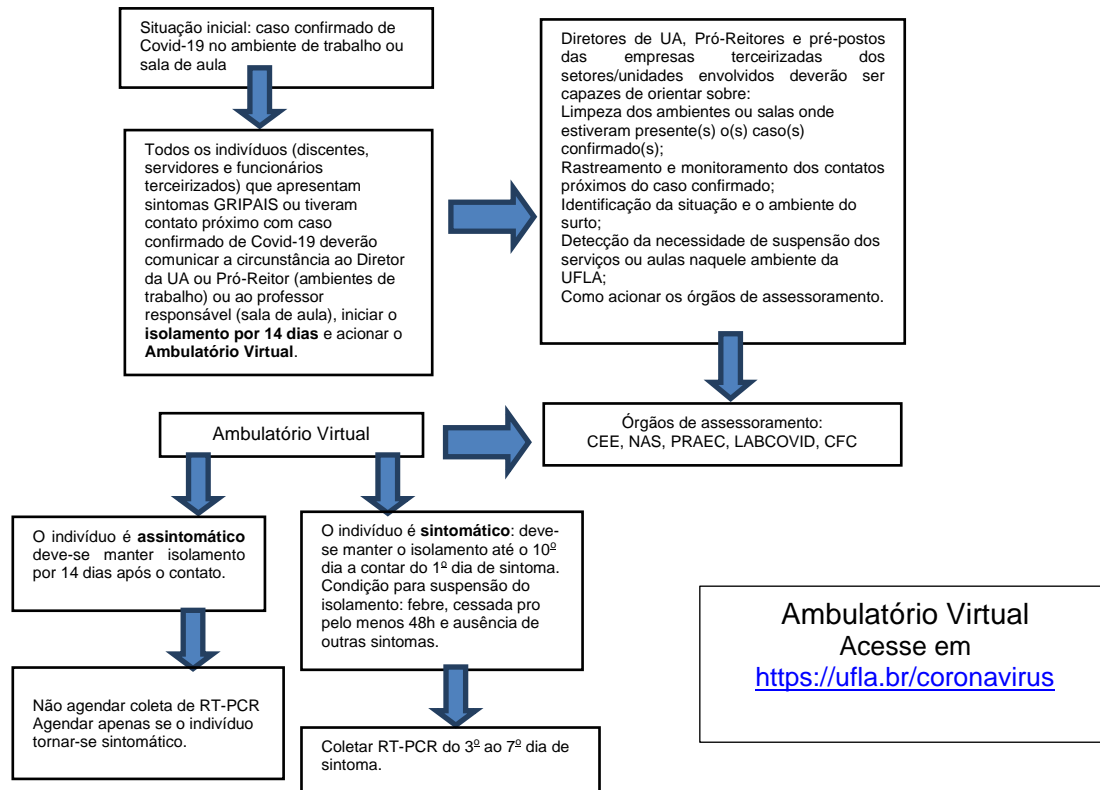 Situação inicial: caso confirmado de
Covid-19 no ambiente de trabalho ou
sala de aula
Todos os indivíduos (discentes,
servidores e funcionários
terceirizados) que apresentam
sintomas GRIPAIS ou tiveram
contato próximo com caso
confirmado de Covid-19 deverão
comunicar a circunstância ao Diretor
da UA ou Pró-Reitor (ambientes de
trabalho) ou ao professor
responsável (sala de aula), iniciar o
isolamento por 14 dias e acionar o
Ambulatório Virtual.
Diretores de UA, Pró-Reitores e pré-postos
das empresas terceirizadas dos
setores/unidades envolvidos deverão ser
capazes de orientar sobre:
Limpeza dos ambientes ou salas onde
estiveram presente(s) o(s) caso(s)
confirmado(s);
Rastreamento e monitoramento dos contatos
próximos do caso confirmado;
Identificação da situação e o ambiente do
surto;
Detecção da necessidade de suspensão dos
serviços ou aulas naquele ambiente da
UFLA;
Como acionar os órgãos de assessoramento.
Ambulatório Virtual
Órgãos de assessoramento:
CEE, NAS, PRAEC, LABCOVID, CFC
O indivíduo é assintomático
deve-se manter isolamento
por 14 dias após o contato.
O indivíduo é sintomático: deve-
se manter o isolamento até o 10º
dia a contar do 1º dia de sintoma.
Condição para suspensão do
isolamento: febre, cessada pro
pelo menos 48h e ausência de
outras sintomas.
Não agendar coleta de RT-PCR
Agendar apenas se o indivíduo
tornar-se sintomático.
Coletar RT-PCR do 3º ao 7º dia de
sintoma.
Ambulatório Virtual
Acesse em
https://ufla.br/coronavirus